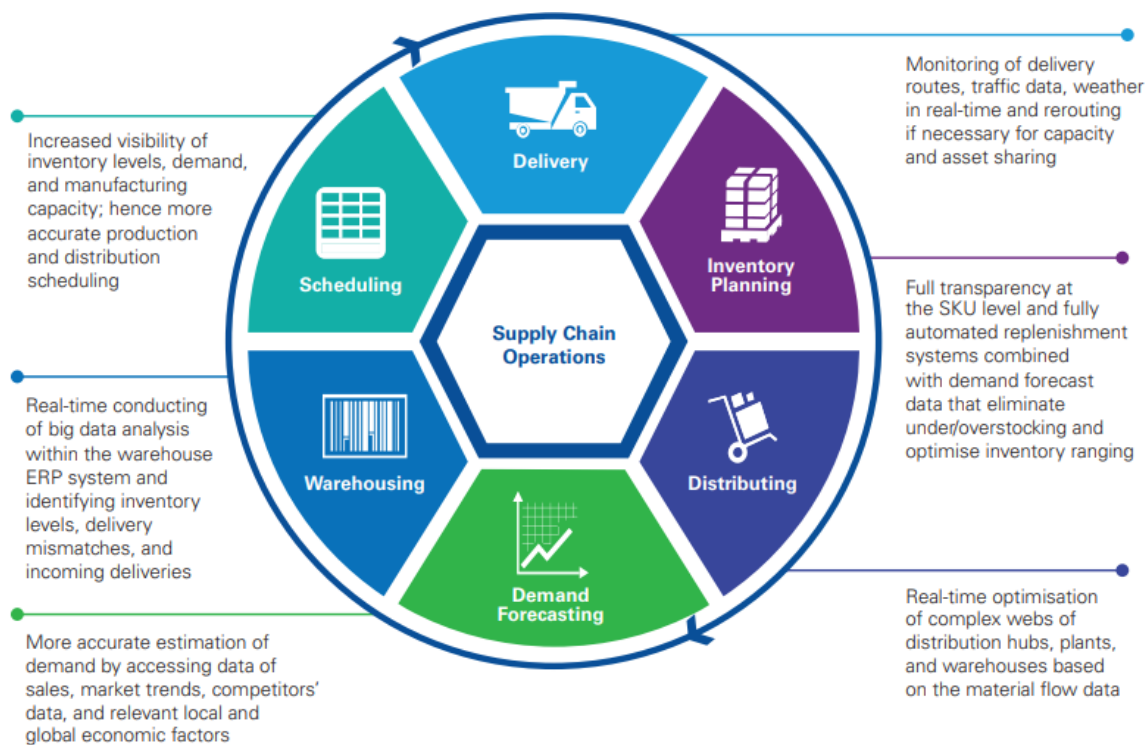 Delivery
Inventory
Planning
Distributing
Demand
Forecasting
Warehousing
Scheduling
Supply Chain
Operations
Monitoring of delivery
routes, traffic data, weather
in real-time and rerouting
if necessary for capacity
and asset sharing
Full transparency at
the SKU level and fully
automated replenishment
systems combined
with demand forecast
data that eliminate
under/overstocking and
optimise inventory ranging
Real-time optimisation
of complex webs of
distribution hubs, plants,
and warehouses based
on the material flow data
More accurate estimation of
demand by accessing data of
sales, market trends, competitors'
data, and relevant local and
global economic factors
Real-time conducting
of big data analysis
within the warehouse
ERP system and
identifying inventory
levels, delivery
mismatches, and
incoming deliveries
Increased visibility of
inventory levels, demand,
and manufacturing
capacity; hence more
accurate production
and distribution
scheduling